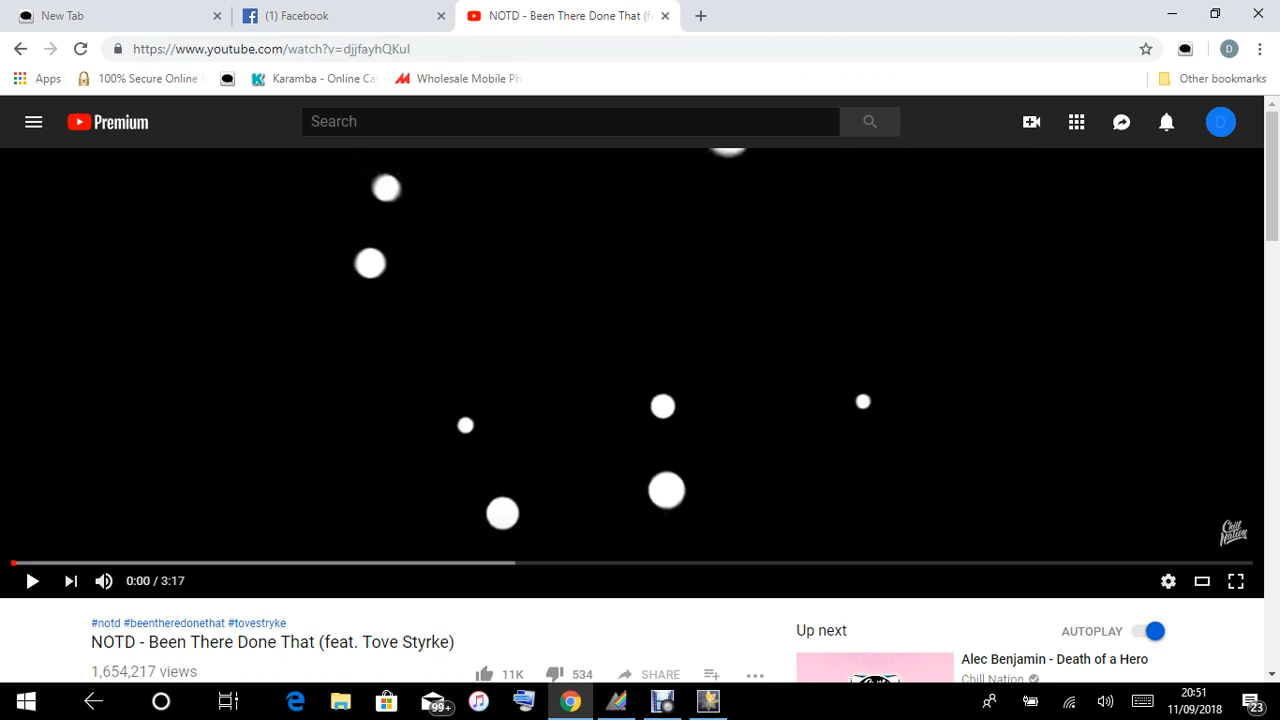 New Tab
(1) Facebook
NOTD - Been There Done That (f
https://www.youtube.com/watch?v=djjfayhQKuI
D
Apps
100% Secure Online
Karamba - Online Ca
Wholesale Mobile Ph
Other bookmarks
Premium
Search
D
Chill
Nation
0:00 / 3:17
#notd #beentheredonethat #tovestryke
NOTD - Been There Done That (feat. Tove Styrke)
1,654,217 views
11K
534
SHARE
Up next
AUTOPLAY
Alec Benjamin - Death of a Hero
Chill Nation
99+
20:51
11/09/2018
23